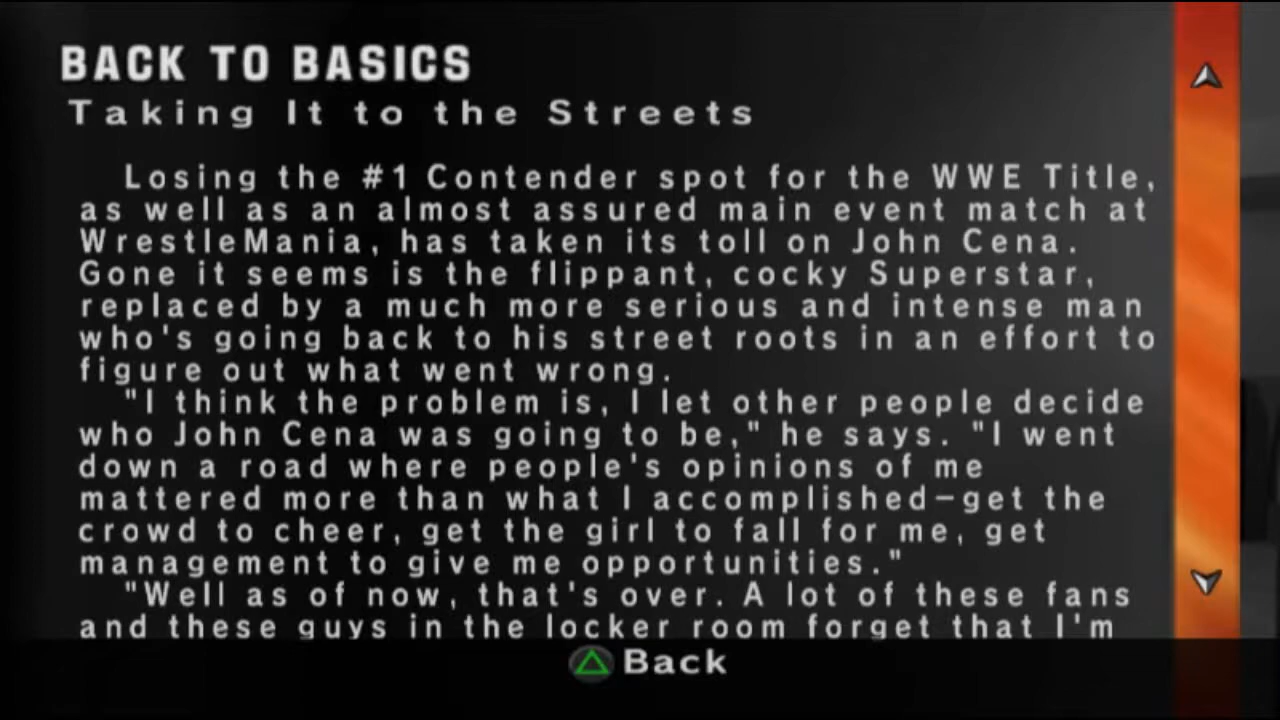 BACK TO BASICS
Taking It to the Streets
Losing the #1 Contender spot for the WWE Title,
as well as an almost assured main event match at
WrestleMania, has taken its toll on John Cena.
Gone it seems is the flippant, cocky Superstar,
replaced by a much more serious and intense man
who's going back to his street roots in an effort to
figure out what went wrong.
"I think the problem is, I let other people decide
who John Cena was going to be," he says. "I went
down a road where people's opinions of me
mattered more than what I accomplished—get the
crowd to cheer, get the girl to fall for me, get
management to give me opportunities."
"Well as of now, that's over. A lot of these fans
and these guys in the locker room forget that I'm
Back